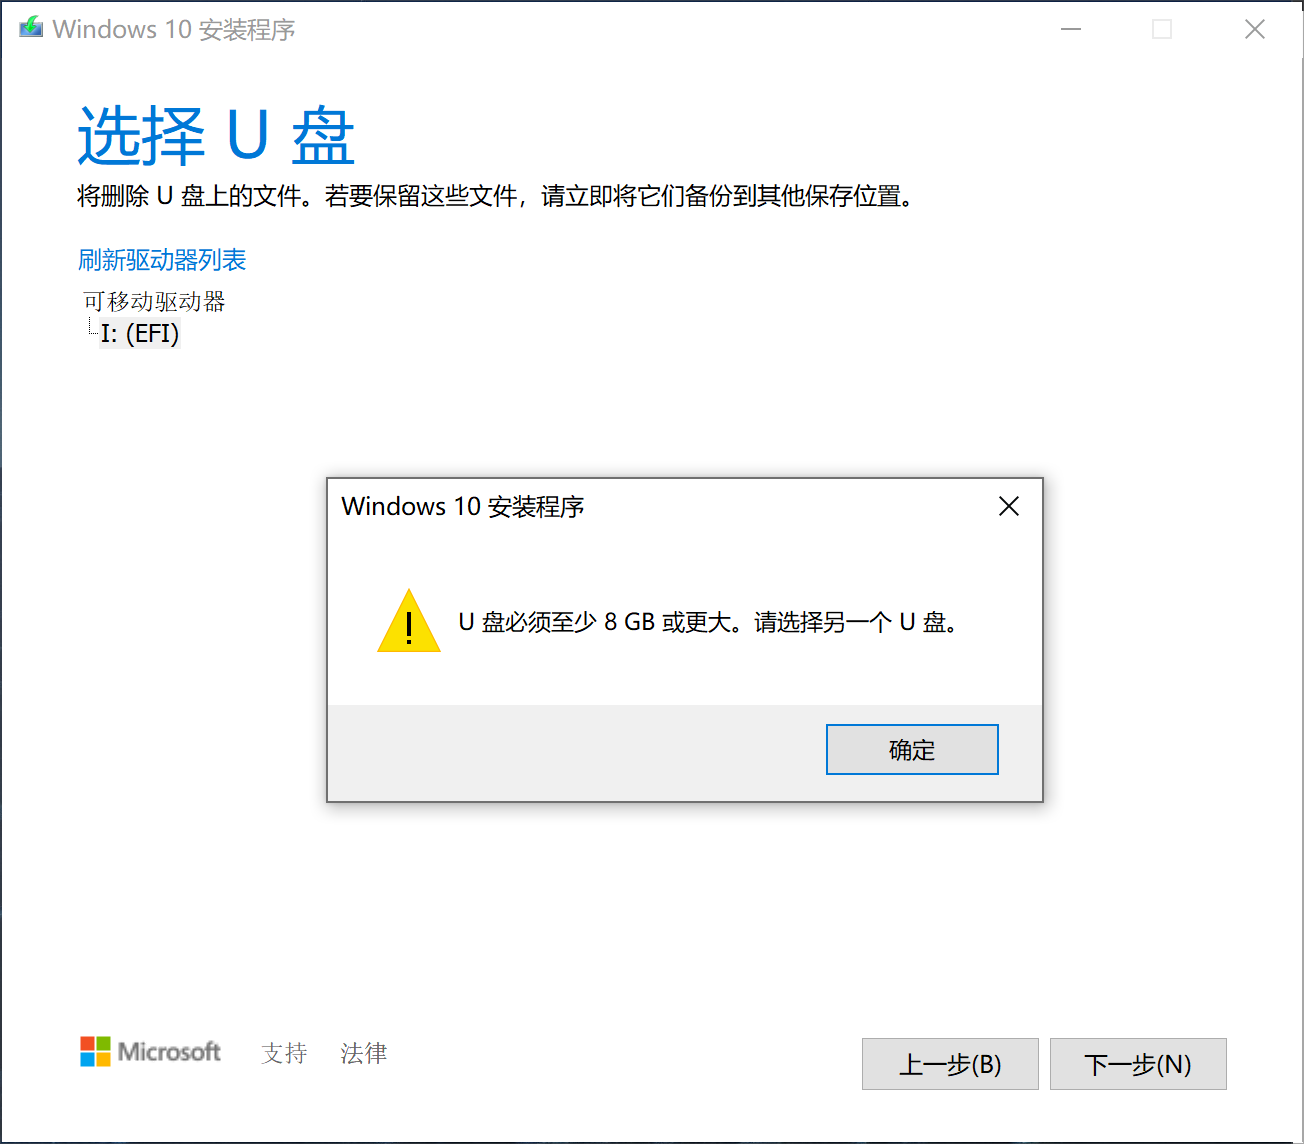 Windows 10 安装程序
选择 U 盘
将删除 U 盘上的文件。若要保留这些文件，请立即将它们备份到其他保存位置。
刷新驱动器列表
可移动驱动器
I: (EFI)
Windows 10 安装程序
U 盘必须至少 8 GB 或更大。请选择另一个 U 盘。
确定
Microsoft 支持 法律 上一步(B) 下一步(N)